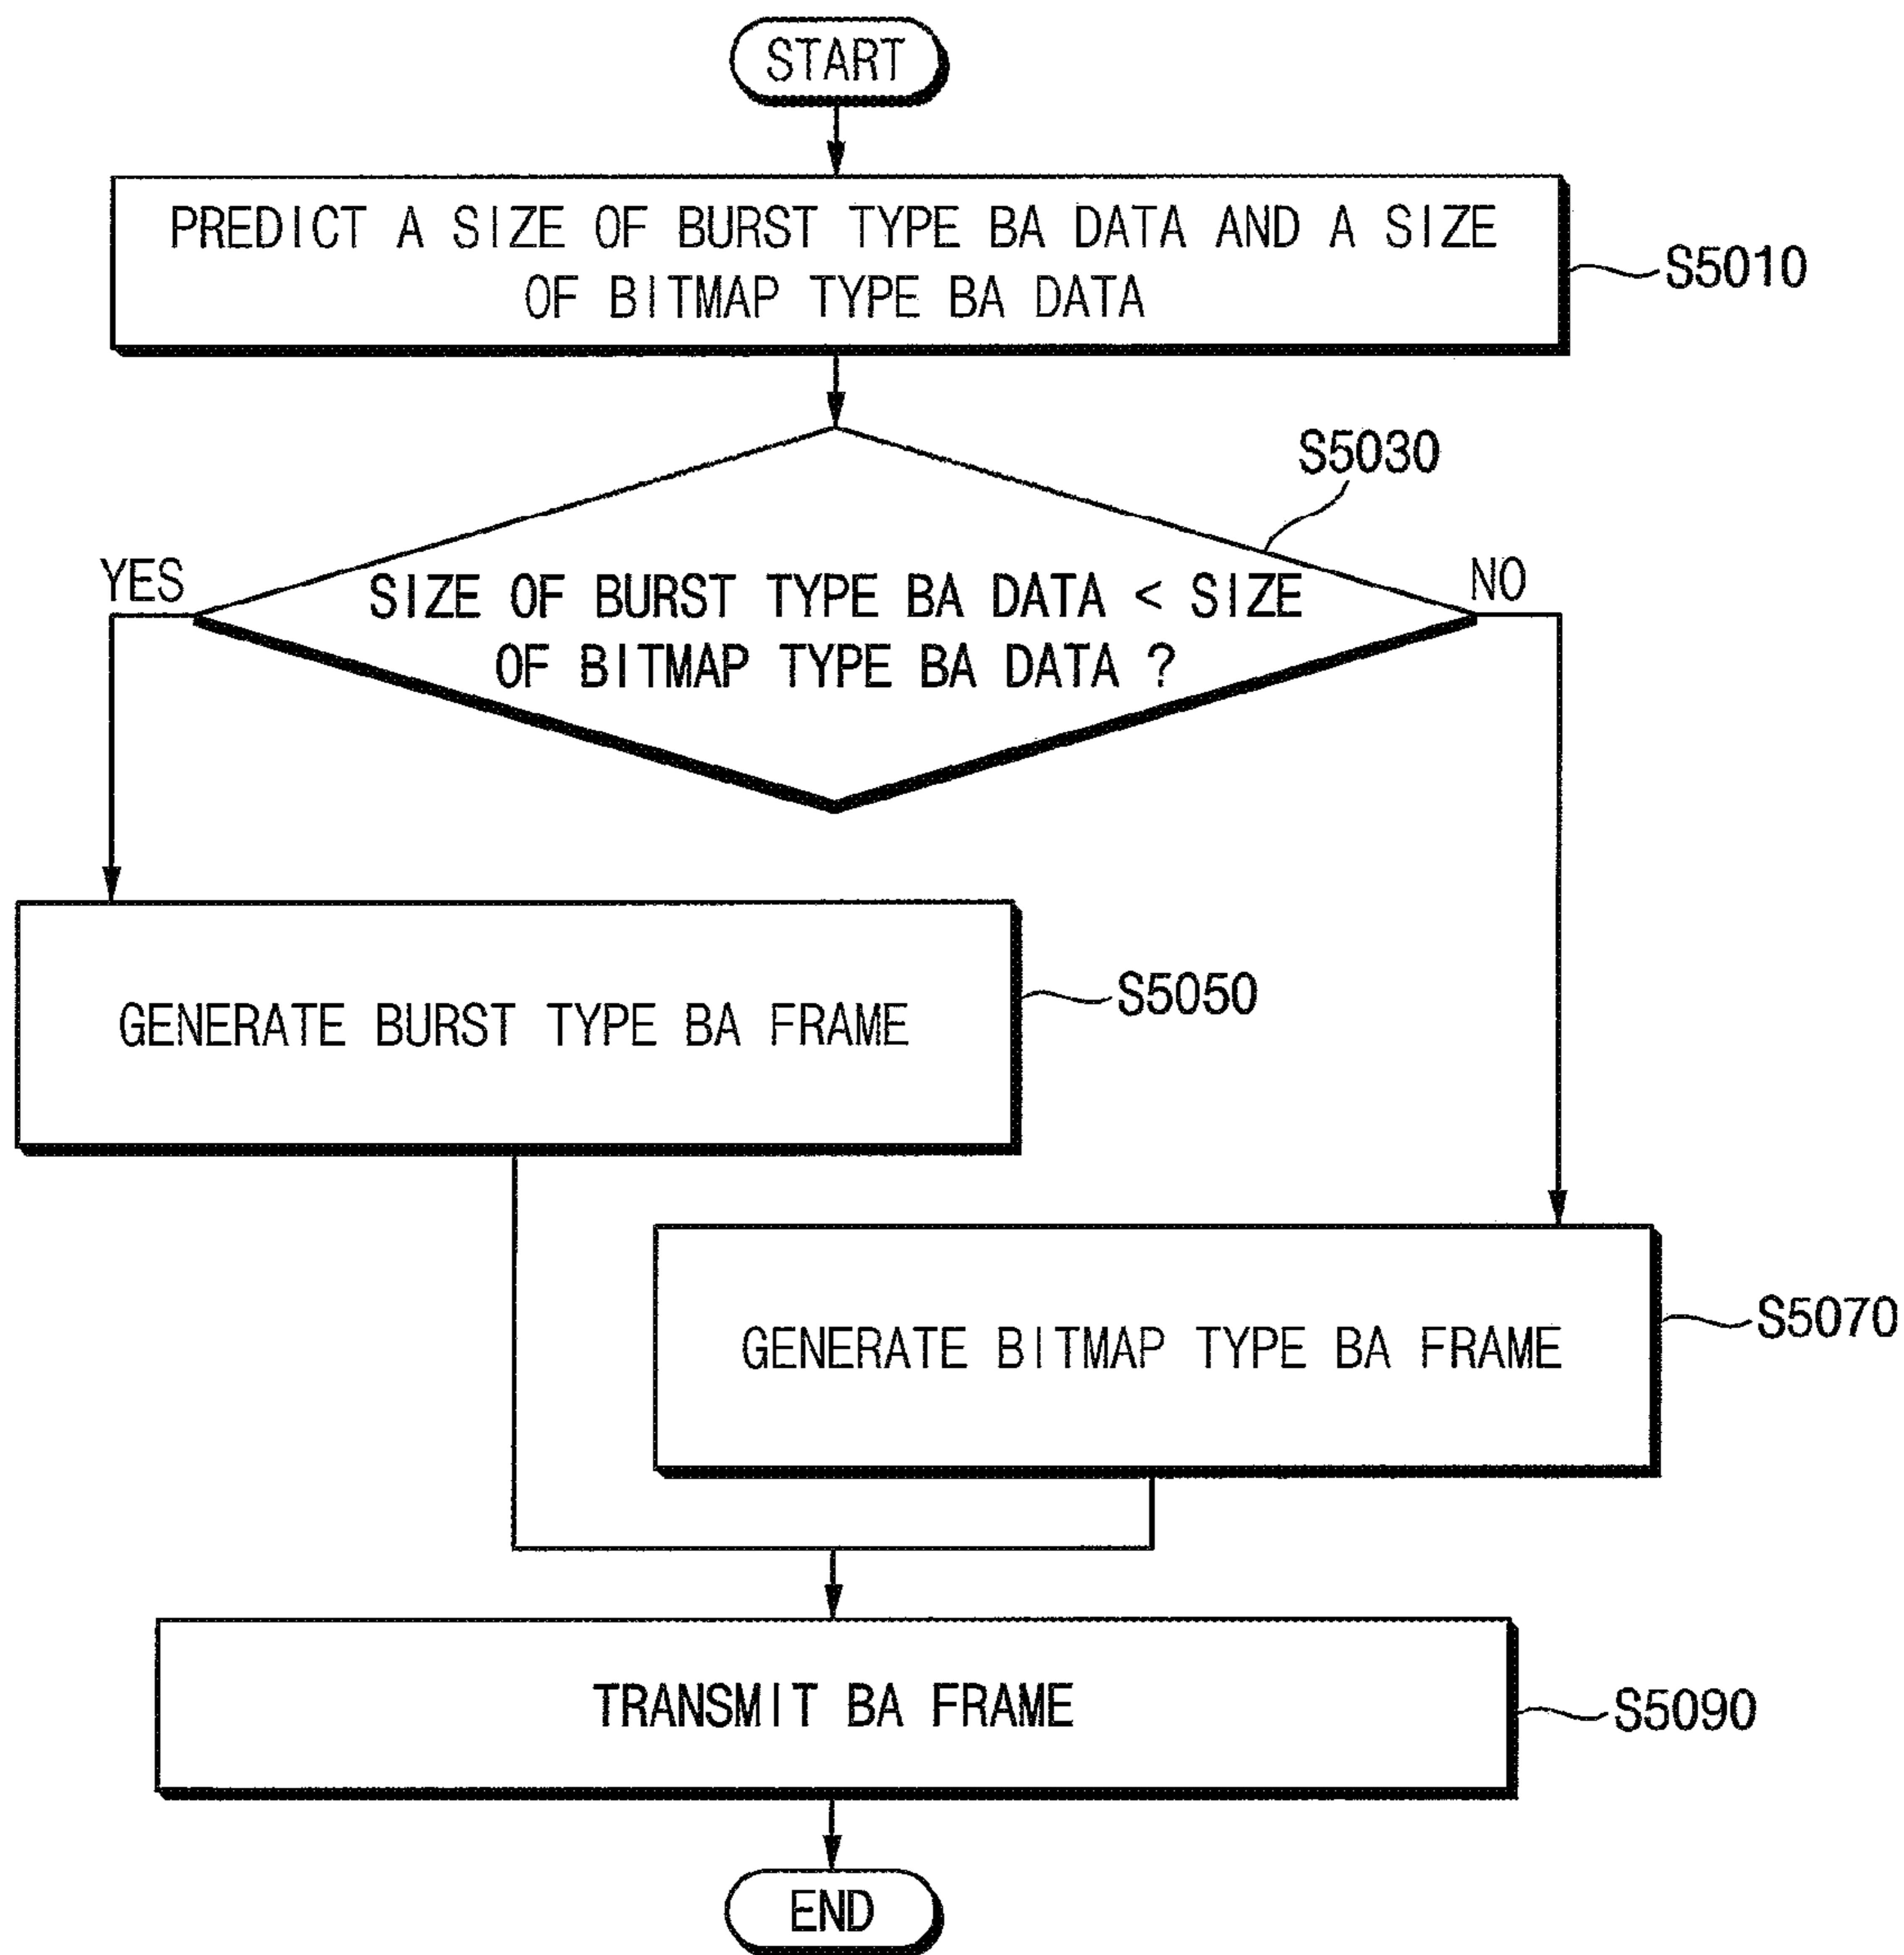 START
PREDICT A SIZE OF BURST TYPE BA DATA AND A SIZE
OF BITMAP TYPE BA DATA
S5010
S5030
YES
NO
SIZE OF BURST TYPE BA DATA < SIZE
OF BITMAP TYPE BA DATA ?
GENERATE BURST TYPE BA FRAME
S5050
GENERATE BITMAP TYPE BA FRAME
S5070
TRANSMIT BA FRAME
S5090
END